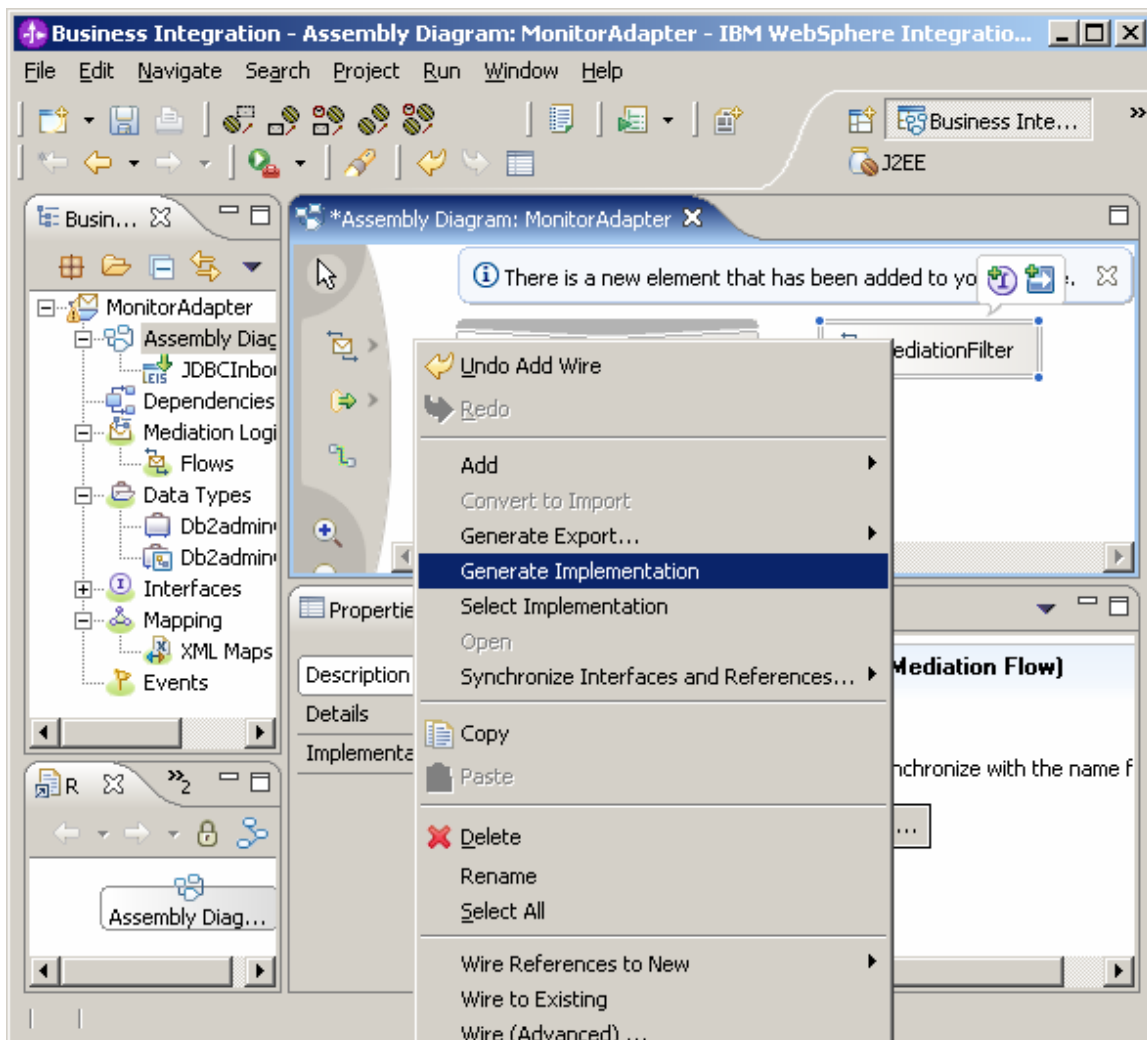 Business Integration - Assembly Diagram: MonitorAdapter - IBM WebSphere Integratio...
File Edit Navigate Search Project Run Window Help
Business Inte...
J2EE
Busin...
*Assembly Diagram: MonitorAdapter
There is a new element that has been added to yo
MonitorAdapter
Assembly Diag
JDBCInbo
Dependencies
Mediation Logi
Flows
Data Types
Db2admin
Db2admin
Interfaces
Mapping
XML Maps
Events
ediationFilter
Undo Add Wire
Redo
Add
Convert to Import
Generate Export...
Generate Implementation
Select Implementation
Open
Synchronize Interfaces and References...
Copy
Paste
Delete
Rename
Select All
Wire References to New
Wire to Existing
Wire (Advanced) ...
Propertie
Description
Details
Implementa
Mediation Flow)
nchronize with the name f
...
R
2
Assembly Diag...